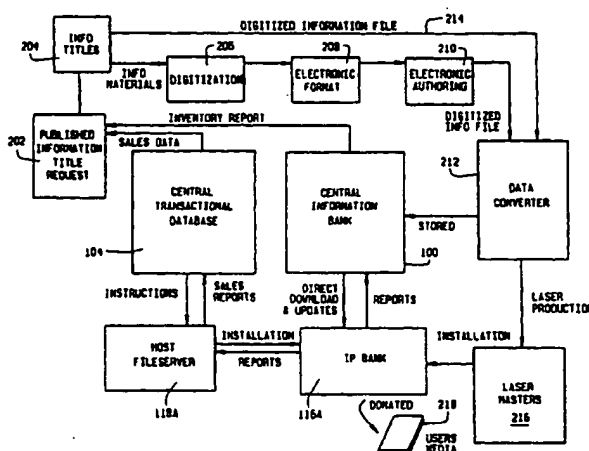 DIGITIZED INFORMATION FILE
214
INFO
TITLES
204
INFO
MATERIALS
206
DIGITIZATION
208
ELECTRONIC
FORMAT
210
ELECTRONIC
AUTHORING
DIGITIZED
INFO FILE
INVENTORY REPORT
SALES DATA
202
PUBLISHED
INFORMATION
TITLE
REQUEST
212
DATA
CONVERTER
CENTRAL
TRANSACTIONAL
DATABASE
104
CENTRAL
INFORMATION
BANK
100
STORED
INSTRUCTIONS
SALES
REPORTS
DIRECT
DOWNLOAD
& UPDATES
REPORTS
LASER
PRODUCTION
HOST
FILESERVER
118A
INSTALLATION
REPORTS
IP BANK
116A
INSTALLATION
LASER
MASTERS
216
DONATED
218
USERS
MEDIA